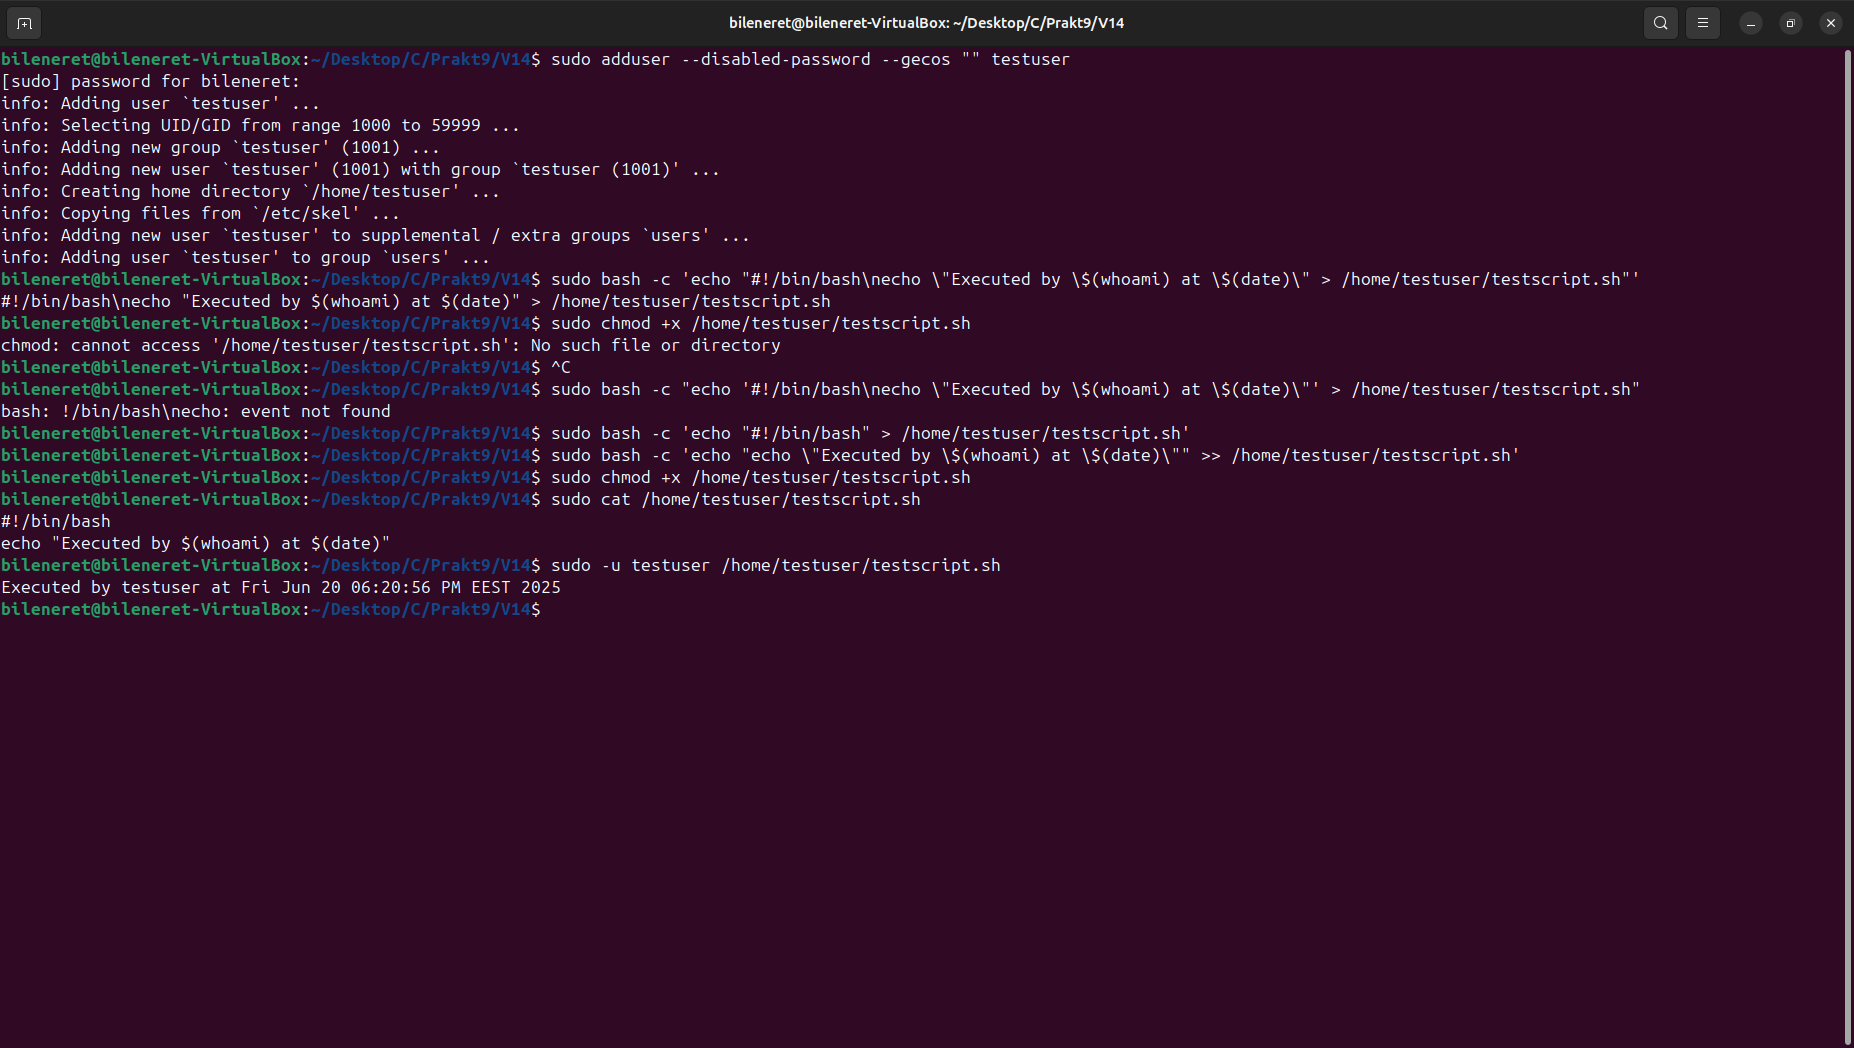 bileneret@bileneret-VirtualBox: ~/Desktop/C/Prakt9/V14
bileneret@bileneret-VirtualBox:~/Desktop/C/Prakt9/V14$ sudo adduser --disabled-password --gecos "" testuser
[sudo] password for bileneret:
info: Adding user `testuser' ...
info: Selecting UID/GID from range 1000 to 59999 ...
info: Adding new group `testuser' (1001) ...
info: Adding new user `testuser' (1001) with group `testuser (1001)' ...
info: Creating home directory `/home/testuser' ...
info: Copying files from `/etc/skel' ...
info: Adding new user `testuser' to supplemental / extra groups `users' ...
info: Adding user `testuser' to group `users' ...
bileneret@bileneret-VirtualBox:~/Desktop/C/Prakt9/V14$ sudo bash -c 'echo "#!/bin/bash\necho \"Executed by \$(whoami) at \$(date)\" > /home/testuser/testscript.sh"'
#!/bin/bash\necho "Executed by $(whoami) at $(date)" > /home/testuser/testscript.sh
bileneret@bileneret-VirtualBox:~/Desktop/C/Prakt9/V14$ sudo chmod +x /home/testuser/testscript.sh
chmod: cannot access '/home/testuser/testscript.sh': No such file or directory
bileneret@bileneret-VirtualBox:~/Desktop/C/Prakt9/V14$ ^C
bileneret@bileneret-VirtualBox:~/Desktop/C/Prakt9/V14$ sudo bash -c "echo '#!/bin/bash\necho \"Executed by \$(whoami) at \$(date)\"' > /home/testuser/testscript.sh"
bash: !/bin/bash\necho: event not found
bileneret@bileneret-VirtualBox:~/Desktop/C/Prakt9/V14$ sudo bash -c 'echo "#!/bin/bash" > /home/testuser/testscript.sh'
bileneret@bileneret-VirtualBox:~/Desktop/C/Prakt9/V14$ sudo bash -c 'echo "echo \"Executed by \$(whoami) at \$(date)\"" >> /home/testuser/testscript.sh'
bileneret@bileneret-VirtualBox:~/Desktop/C/Prakt9/V14$ sudo chmod +x /home/testuser/testscript.sh
bileneret@bileneret-VirtualBox:~/Desktop/C/Prakt9/V14$ sudo cat /home/testuser/testscript.sh
#!/bin/bash
echo "Executed by $(whoami) at $(date)"
bileneret@bileneret-VirtualBox:~/Desktop/C/Prakt9/V14$ sudo -u testuser /home/testuser/testscript.sh
Executed by testuser at Fri Jun 20 06:20:56 PM EEST 2025
bileneret@bileneret-VirtualBox:~/Desktop/C/Prakt9/V14$